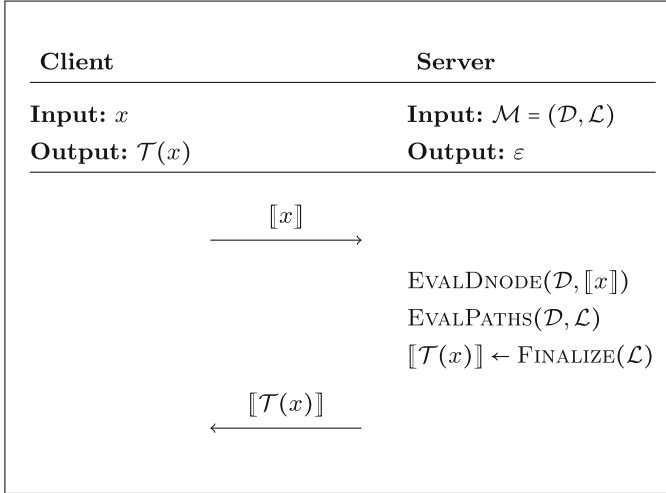 Client Server
Input: x Input: ℳ = (𝒟, ℒ)
Output: 𝒯(x) Output: ε
⟦x⟧
EvalDnode(𝒟, ⟦x⟧)
EvalPaths(𝒟, ℒ)
⟦𝒯(x)⟧ ← Finalize(ℒ)
⟦𝒯(x)⟧